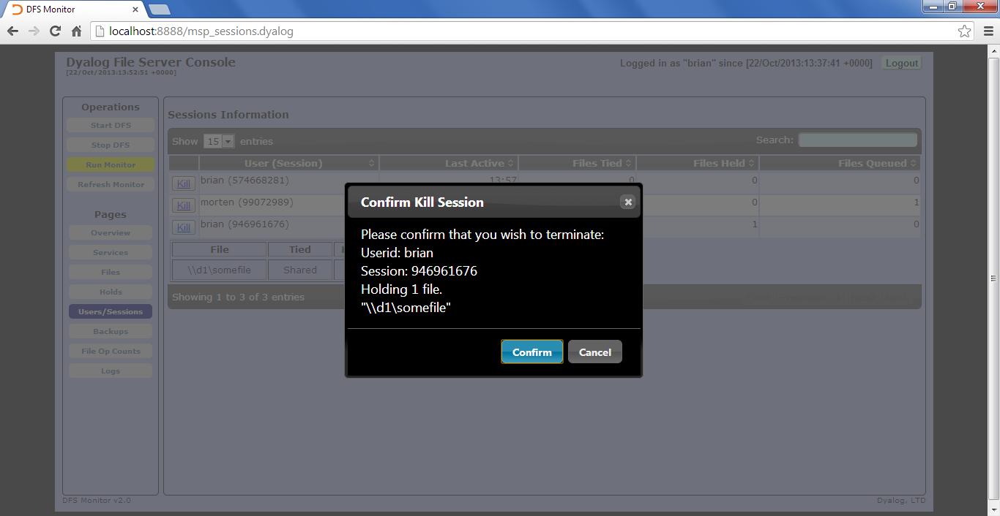 DFS Monitor
localhost:8888/msp_sessions.dyalog
Dyalog File Server Console
[22/Oct/2013:13:52:51 +0000]
Logged in as "brian" since [22/Oct/2013:13:37:41 +0000]
Logout
Operations
Start DFS
Stop DFS
Run Monitor
Refresh Monitor
Pages
Overview
Services
Files
Holds
Users/Sessions
Backups
File Op Counts
Logs
Sessions Information
Show 15 entries
Search:
User (Session) Last Active Files Tied Files Held Files Queued
Kill brian (574668281) 13:57 0 0 0
Kill morten (99072989) 0 1
Kill brian (946961676) 1 0
File Tied
\\d1\somefile Shared
Showing 1 to 3 of 3 entries
Confirm Kill Session
Please confirm that you wish to terminate:
Userid: brian
Session: 946961676
Holding 1 file.
"\\d1\somefile"
Confirm Cancel
DFS Monitor v2.0
Dyalog, LTD